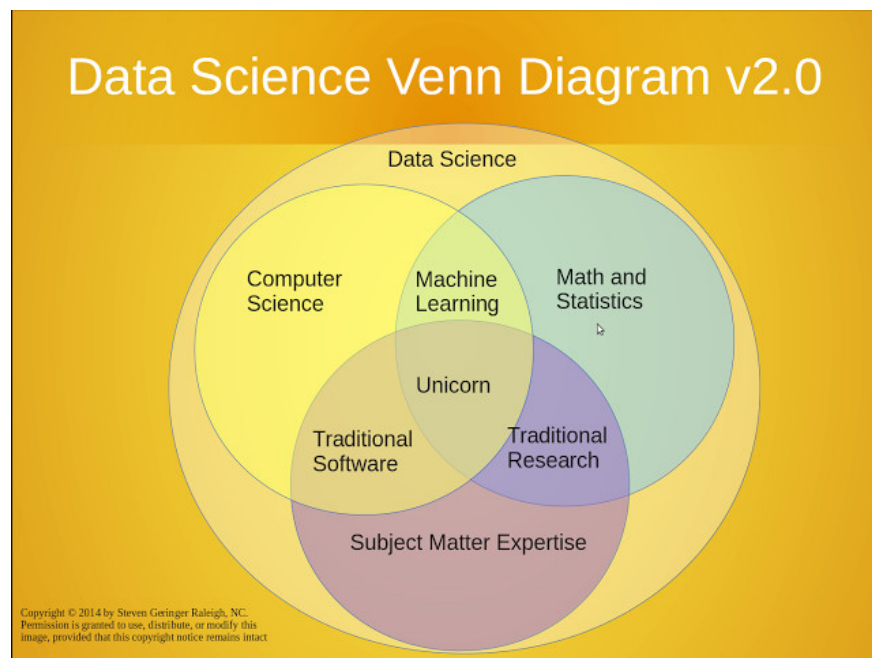 Data Science Venn Diagram v2.0
Data Science
Computer
Science
Machine
Learning
Math and
Statistics
Unicorn
Traditional
Software
Traditional
Research
Subject Matter Expertise
Copyright © 2014 by Steven Geringer Raleigh, NC.
Permission is granted to use, distribute, or modify this
image, provided that this copyright notice remains intact